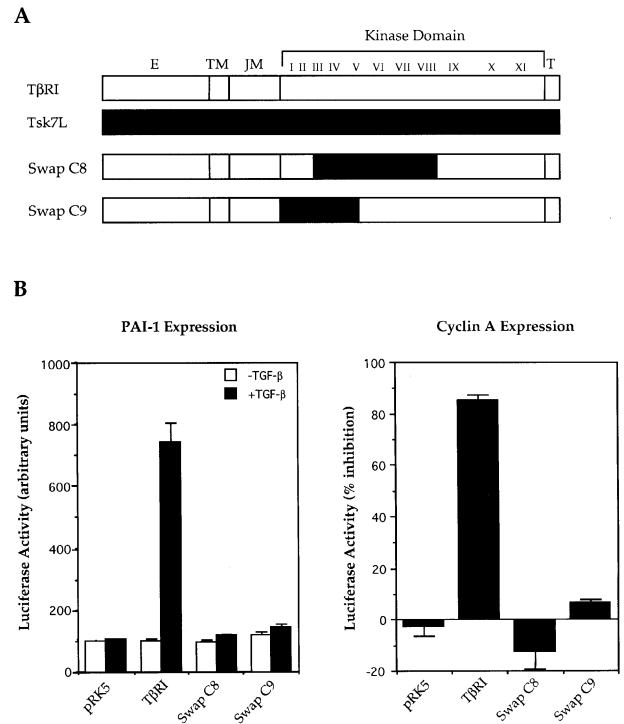 A
Kinase Domain
E TM JM I II III IV V VI VII VIII IX X XI T
TβRI
Tsk7L
Swap C8
Swap C9
B
PAI-1 Expression
Luciferase Activity (arbitrary units)
1000
800
600
400
200
0
-TGF-β
+TGF-β
pRK5 TβRI Swap C8 Swap C9
Cyclin A Expression
Luciferase Activity (% inhibition)
100
80
60
40
20
0
-20
pRK5 TβRI Swap C8 Swap C9